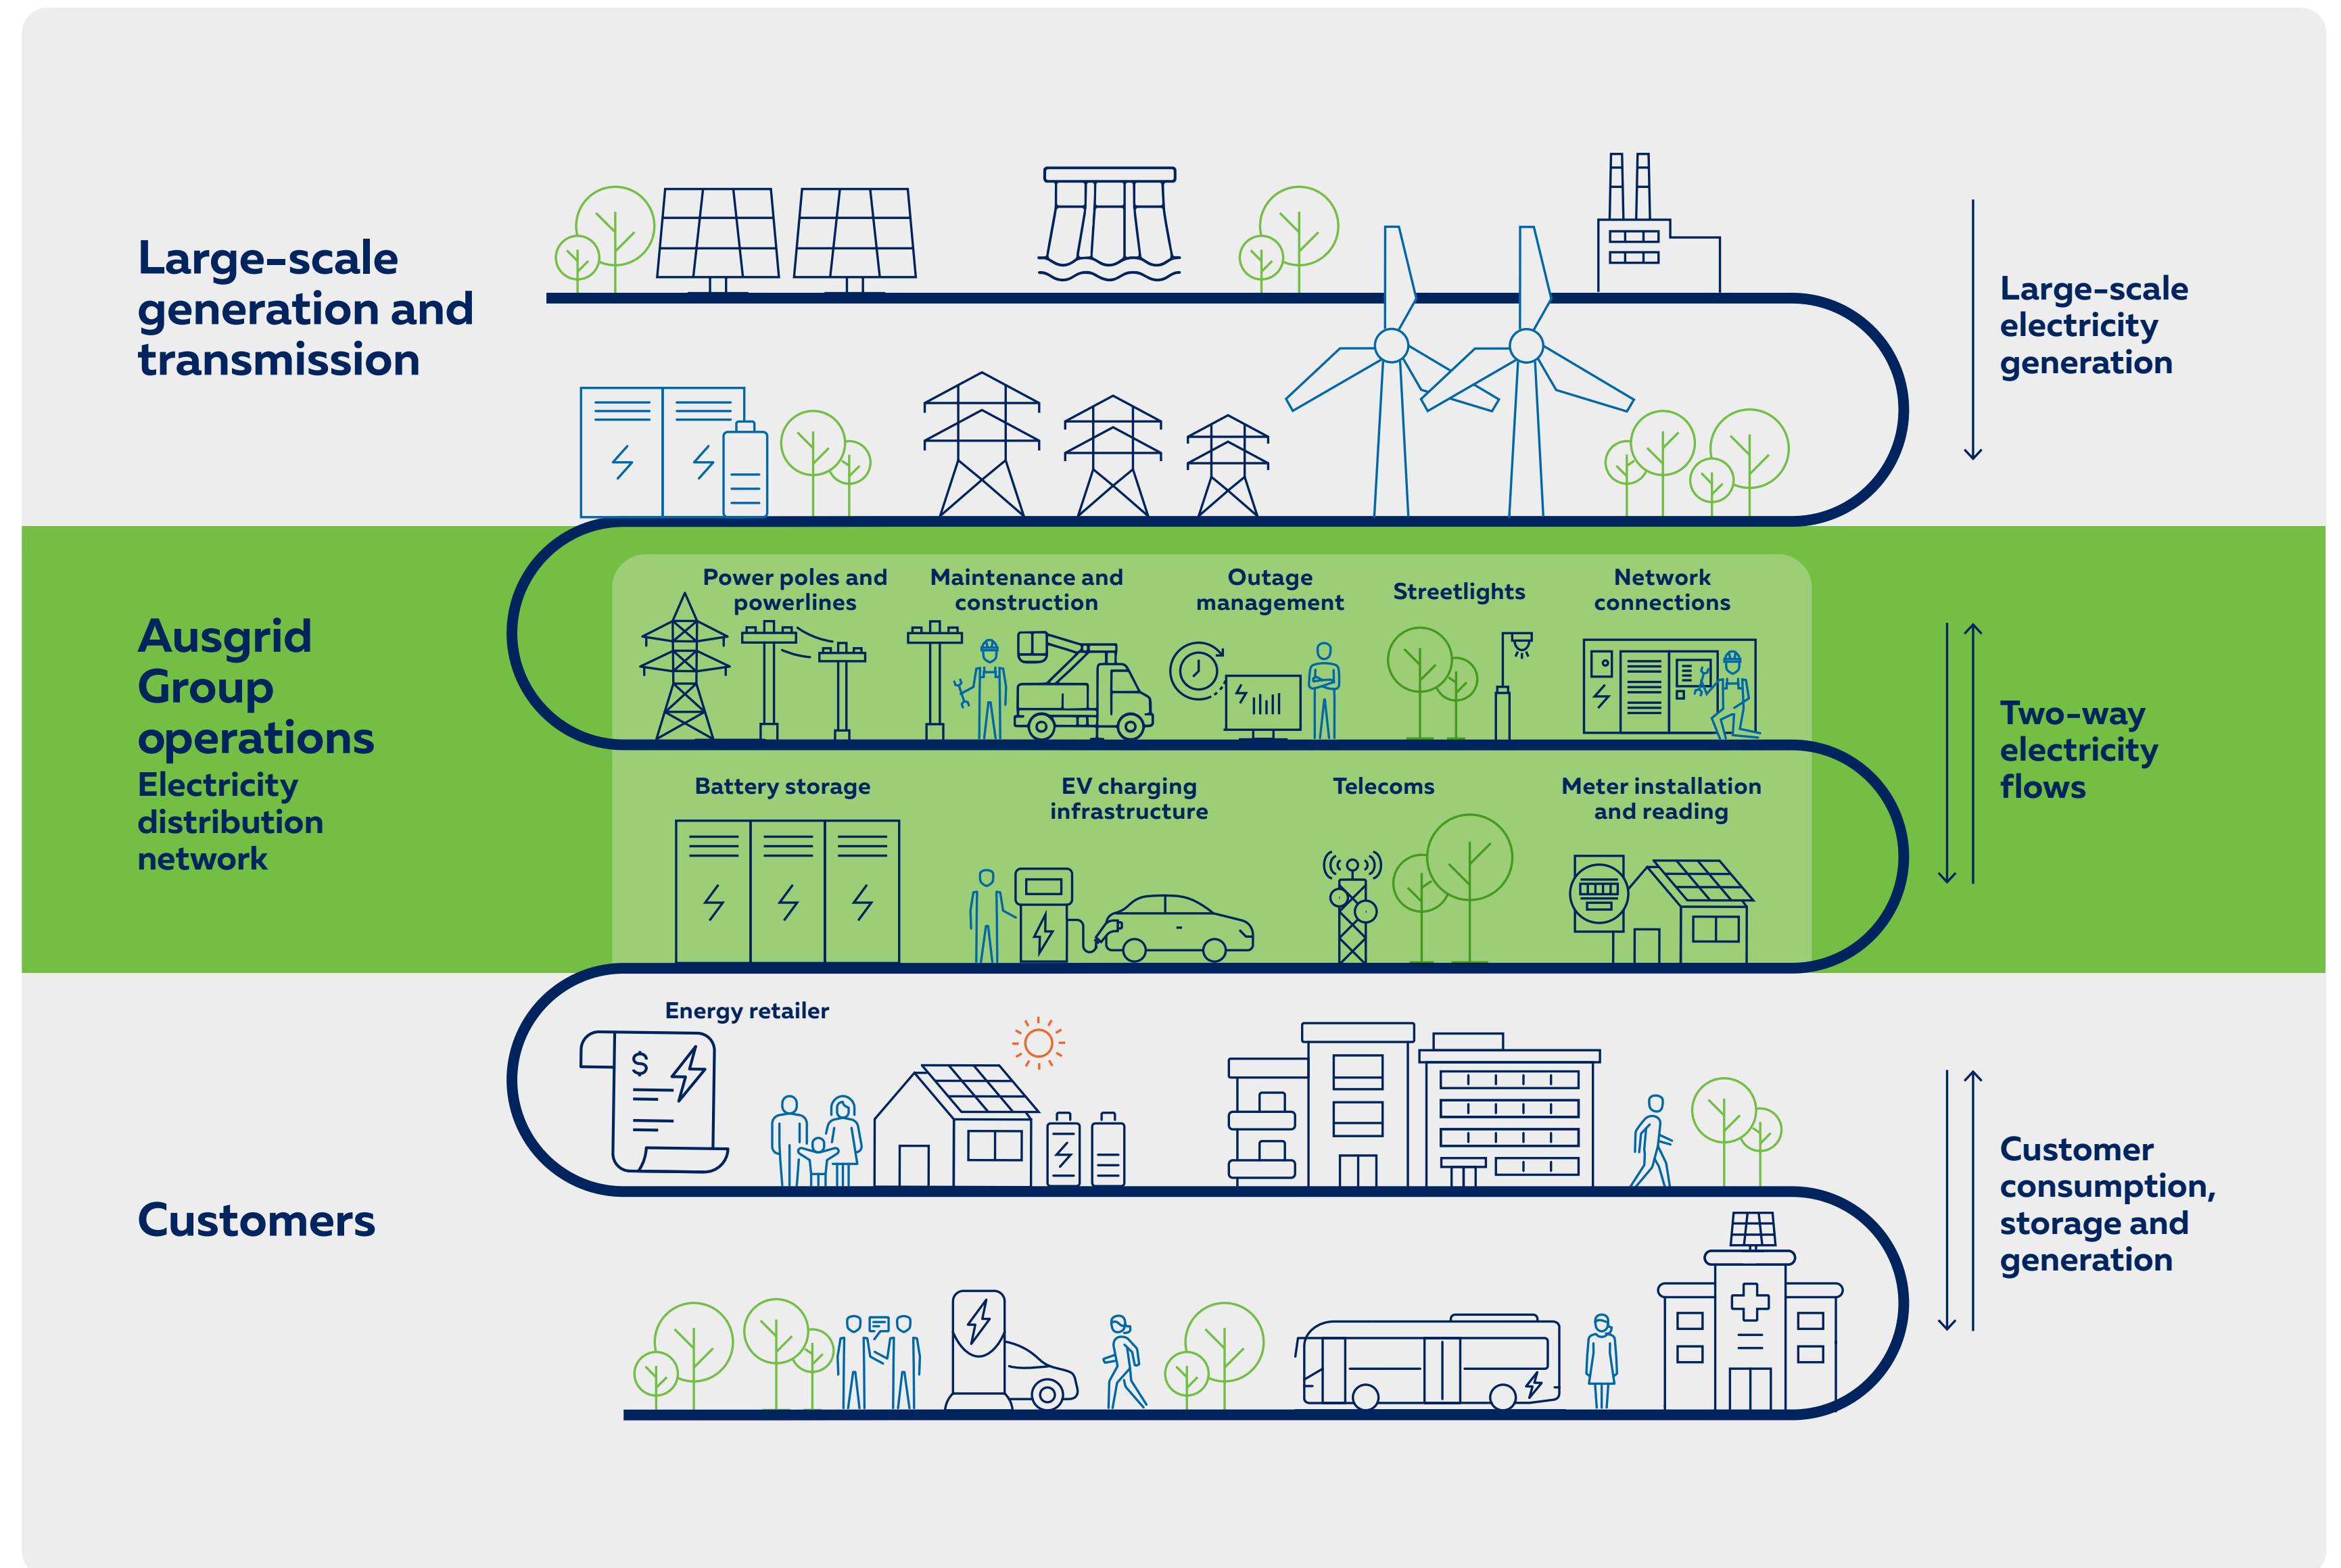 Large-scale
generation and
transmission
Large-scale
electricity
generation
Ausgrid
Group
operations
Electricity
distribution
network
Power poles and
powerlines
Maintenance and
construction
Outage
management
Streetlights
Network
connections
Battery storage
EV charging
infrastructure
Telecoms
Meter installation
and reading
Two-way
electricity
flows
Customers
Energy retailer
$
Customer
consumption,
storage and
generation